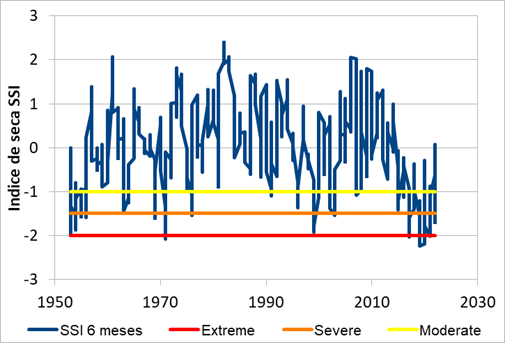 3
2
1
0
-1
-2
-3
Indice de seca SSI
1950 1970 1990 2010 2030
SSI 6 meses Extreme Severe Moderate